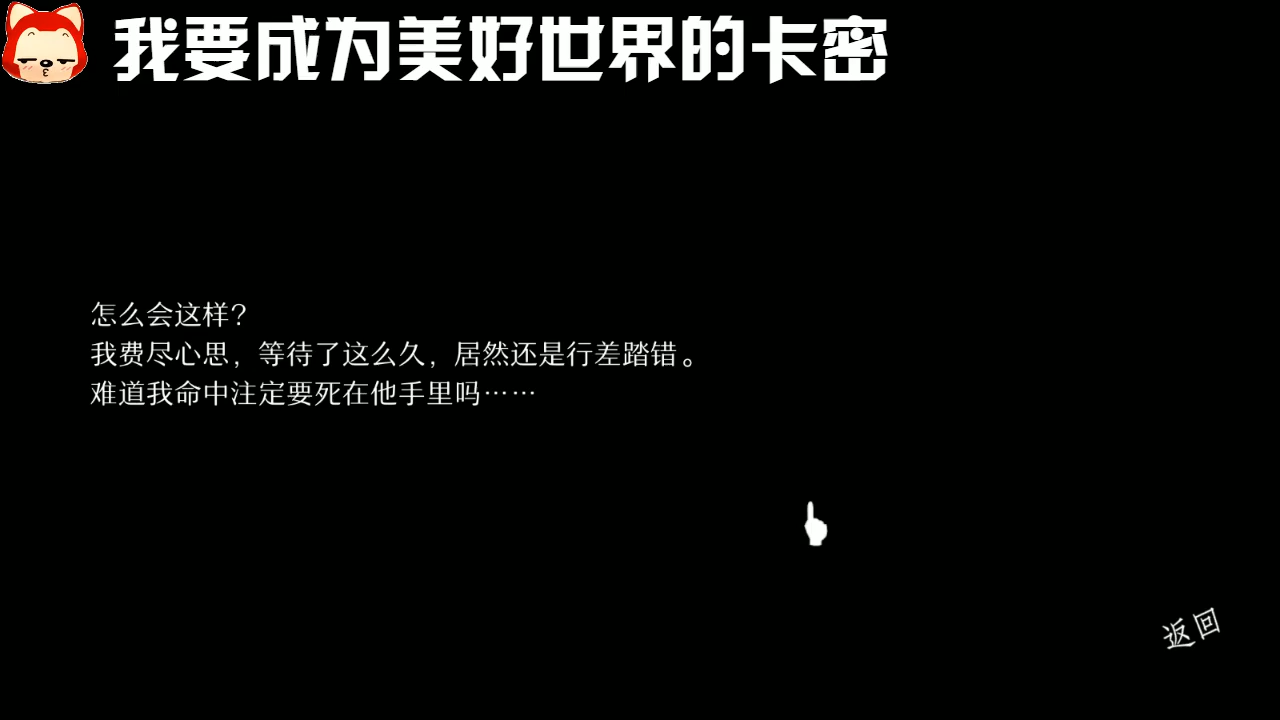 我要成为美好世界的卡密
怎么会这样？
我费尽心思，等待了这么久，居然还是行差踏错。
难道我命中注定要死在他手里吗……
返回